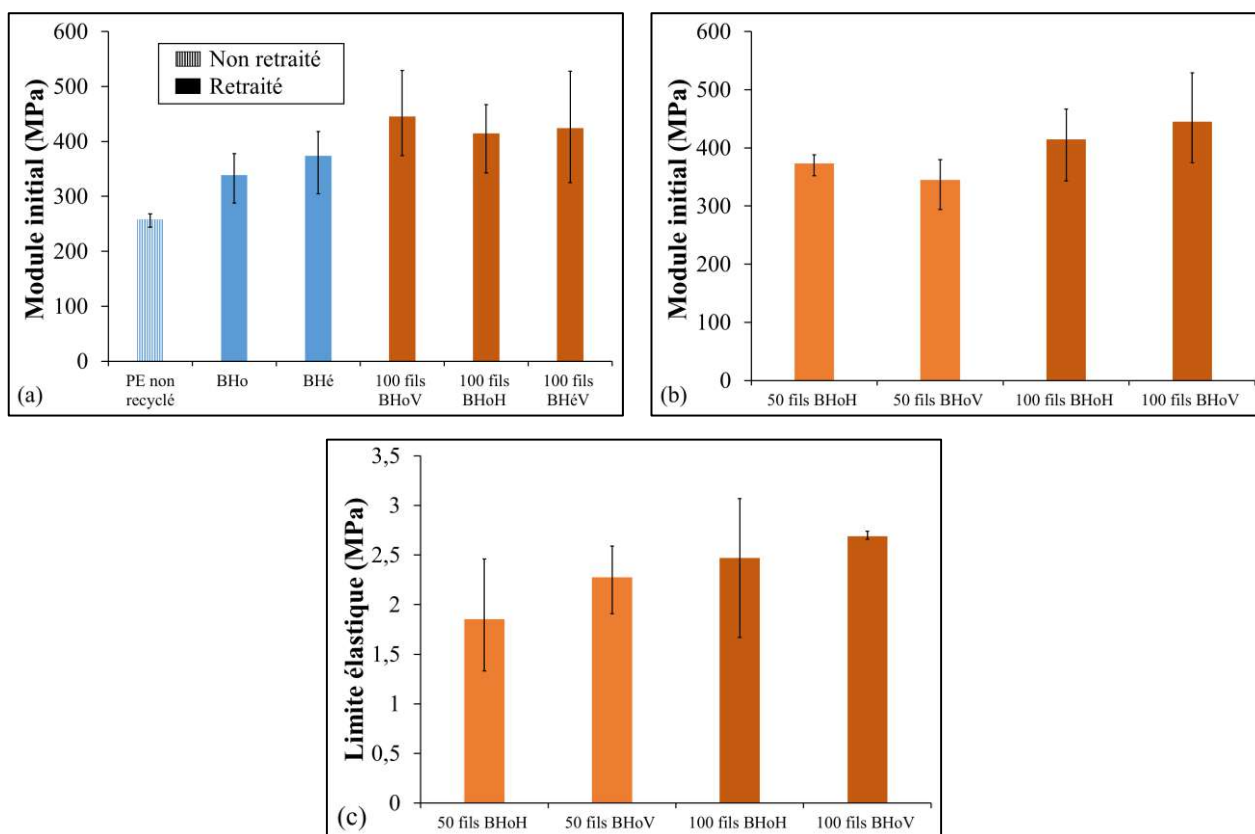 Module initial (MPa)
600
500
400
300
200
100
0
Non retraité
Retraité
PE non
recyclé
BHo
BHé
100 fils
BHoV
100 fils
BHoH
100 fils
BHéV
(a)
Module initial (MPa)
600
500
400
300
200
100
0
50 fils BHoH
50 fils BHoV
100 fils BHoH
100 fils BHoV
(b)
Limite élastique (MPa)
3,5
3
2,5
2
1,5
1
0,5
0
50 fils BHoH
50 fils BHoV
100 fils BHoH
100 fils BHoV
(c)